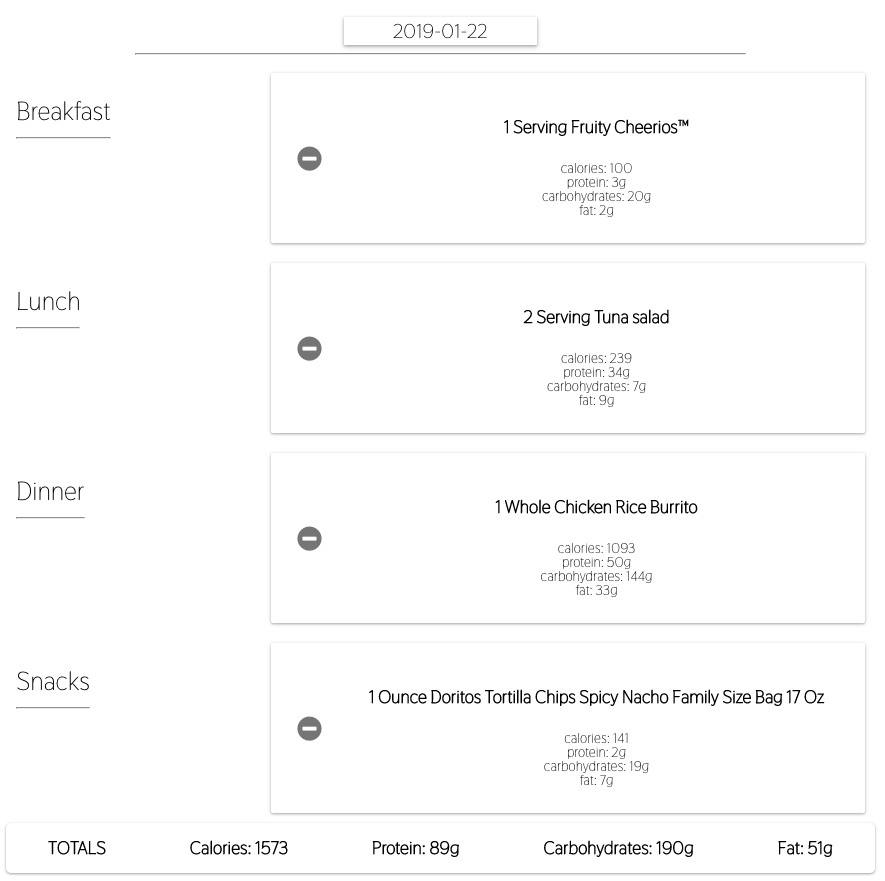 2019-01-22
Breakfast
1 Serving Fruity Cheerios™
calories: 100
protein: 3g
carbohydrates: 20g
fat: 2g
Lunch
2 Serving Tuna salad
calories: 239
protein: 34g
carbohydrates: 7g
fat: 9g
Dinner
1 Whole Chicken Rice Burrito
calories: 1093
protein: 50g
carbohydrates: 144g
fat: 33g
Snacks
1 Ounce Doritos Tortilla Chips Spicy Nacho Family Size Bag 17 Oz
calories: 141
protein: 2g
carbohydrates: 19g
fat: 7g
TOTALS Calories: 1573 Protein: 89g Carbohydrates: 190g Fat: 51g